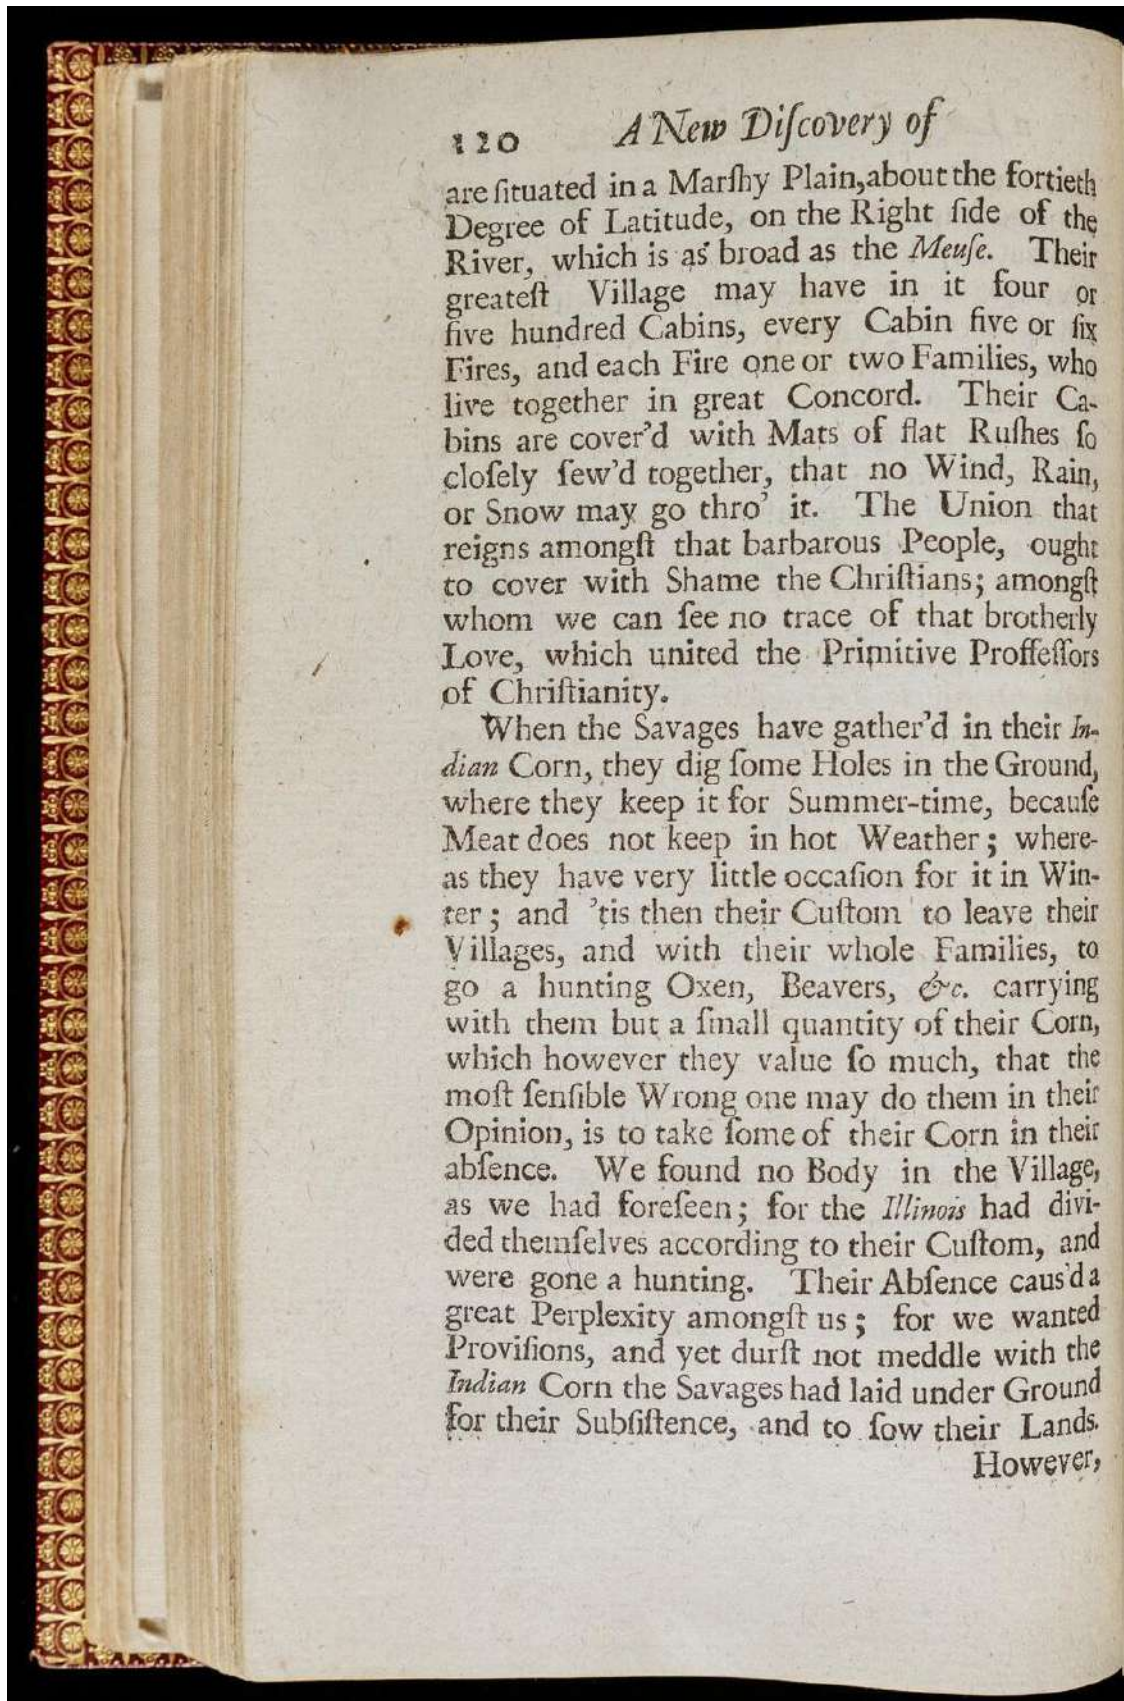 120 A New Diſcovery of
are ſituated in a Marſhy Plain, about the fortieth
Degree of Latitude, on the Right ſide of the
River, which is as broad as the Meuſe. Their
greateſt Village may have in it four or
five hundred Cabins, every Cabin five or ſix
Fires, and each Fire one or two Families, who
live together in great Concord. Their Ca-
bins are cover'd with Mats of flat Ruſhes ſo
cloſely ſew'd together, that no Wind, Rain,
or Snow may go thro' it. The Union that
reigns amongſt that barbarous People, ought
to cover with Shame the Chriſtians; amongſt
whom we can ſee no trace of that brotherly
Love, which united the Primitive Proffeſſors
of Chriſtianity.
When the Savages have gather'd in their In-
dian Corn, they dig ſome Holes in the Ground,
where they keep it for Summer-time, becauſe
Meat does not keep in hot Weather; where-
as they have very little occaſion for it in Win-
ter; and 'tis then their Cuſtom to leave their
Villages, and with their whole Families, to
go a hunting Oxen, Beavers, &c. carrying
with them but a ſmall quantity of their Corn,
which however they value ſo much, that the
moſt ſenſible Wrong one may do them in their
Opinion, is to take ſome of their Corn in their
abſence. We found no Body in the Village,
as we had foreſeen; for the Illinois had divi-
ded themſelves according to their Cuſtom, and
were gone a hunting. Their Abſence caus'd a
great Perplexity amongſt us; for we wanted
Proviſions, and yet durſt not meddle with the
Indian Corn the Savages had laid under Ground
for their Subſiſtence, and to ſow their Lands.
However,